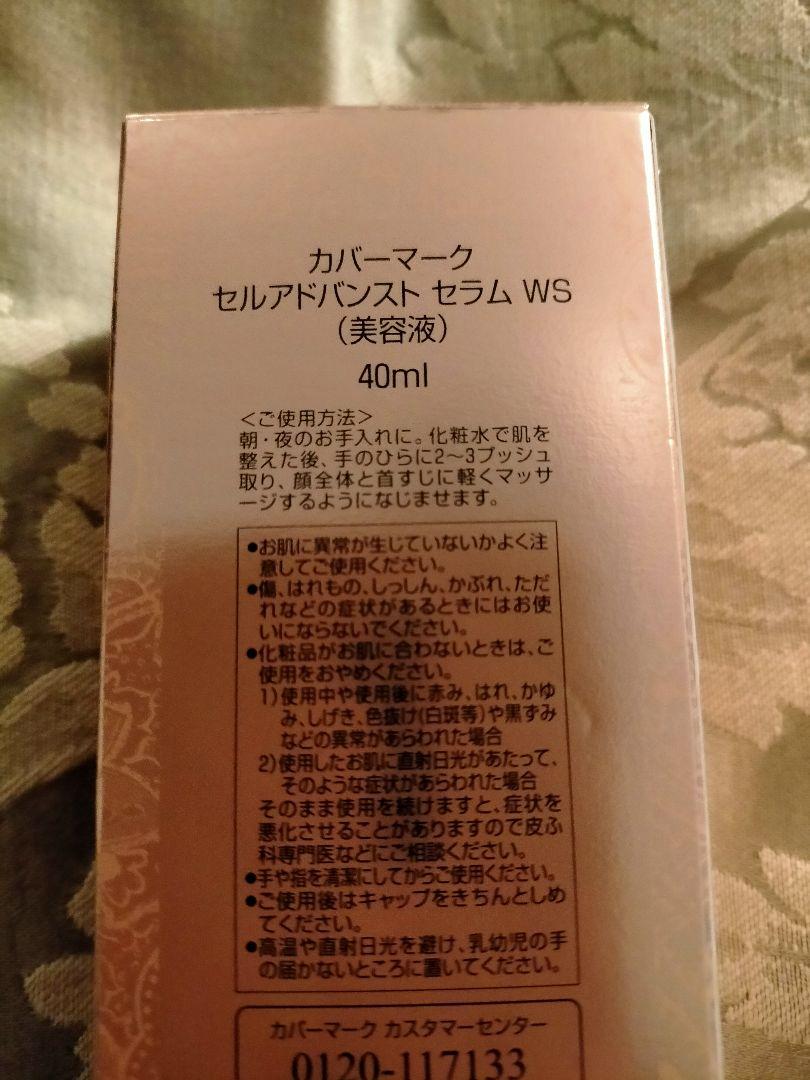 カバーマーク
セルアドバンスト セラム WS
（美容液）
40ml
＜ご使用方法＞
朝・夜のお手入れに。化粧水で肌を
整えた後、手のひらに2～3プッシュ
取り、顔全体と首すじに軽くマッサ
ージするようになじませます。
●お肌に異常が生じていないかよく注
意してご使用ください。
●傷、はれもの、しっしん、かぶれ、ただ
れなどの症状があるときにはお使
いにならないでください。
●化粧品がお肌に合わないときは、ご
使用をおやめください。
1）使用中や使用後に赤み、はれ、かゆ
み、しげき、色抜け(白斑等)や黒ずみ
などの異常があらわれた場合
2）使用したお肌に直射日光があたって、
そのような症状があらわれた場合
そのまま使用を続けますと、症状を
悪化させることがありますので皮ふ
科専門医などにご相談ください。
●手や指を清潔にしてからご使用ください。
●ご使用後はキャップをきちんとしめ
てください。
●高温や直射日光を避け、乳幼児の手
の届かないところに置いてください。
カバーマーク カスタマーセンター
0120-117133